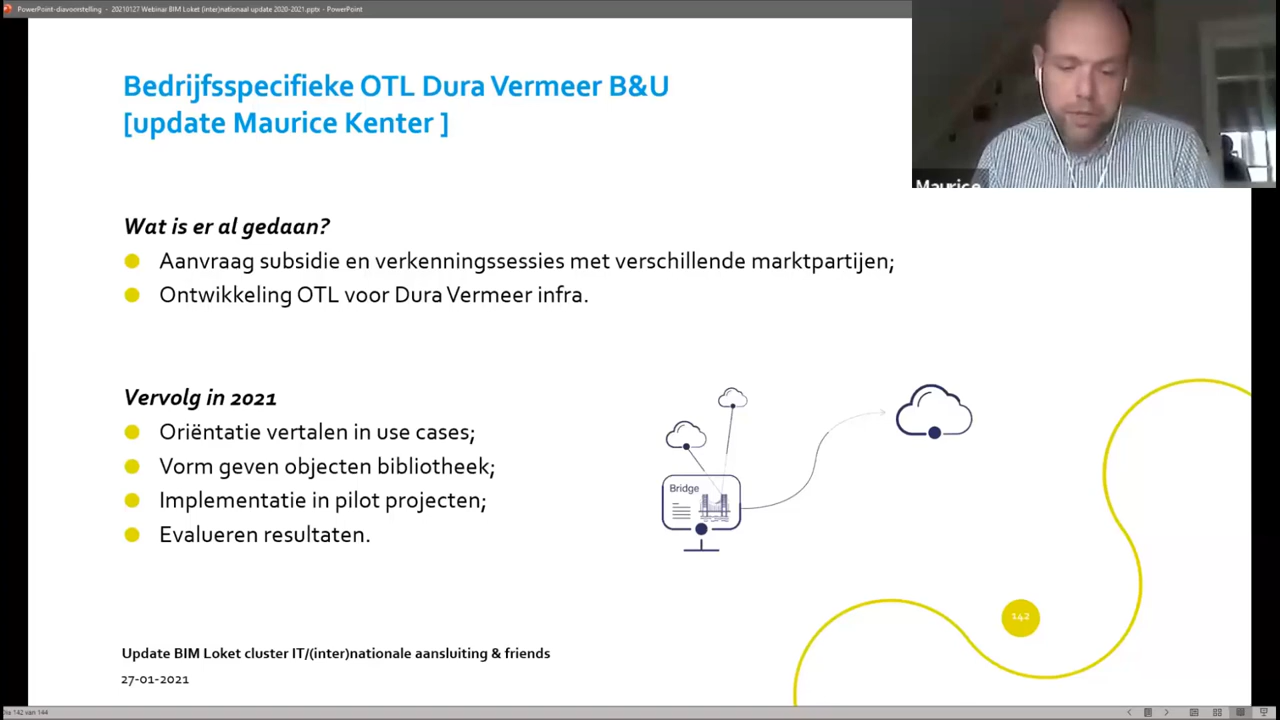 PowerPoint-diavoorstelling - 20210127 Webinar BIM Loket (inter)nationaal update 2020-2021.pptx - PowerPoint
Maurice
Bedrijfsspecifieke OTL Dura Vermeer B&U
[update Maurice Kenter ]
Wat is er al gedaan?
Aanvraag subsidie en verkenningssessies met verschillende marktpartijen;
Ontwikkeling OTL voor Dura Vermeer infra.
Vervolg in 2021
Oriëntatie vertalen in use cases;
Vorm geven objecten bibliotheek;
Implementatie in pilot projecten;
Evalueren resultaten.
Bridge
142
Update BIM Loket cluster IT/(inter)nationale aansluiting & friends
27-01-2021
142 van 144